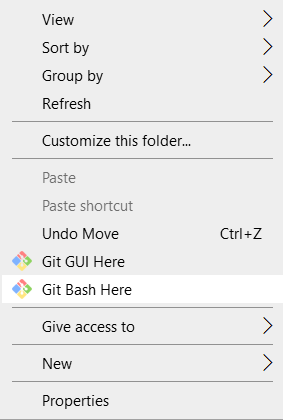 View
Sort by
Group by
Refresh
Customize this folder...
Paste
Paste shortcut
Undo Move Ctrl+Z
Git GUI Here
Git Bash Here
Give access to
New
Properties